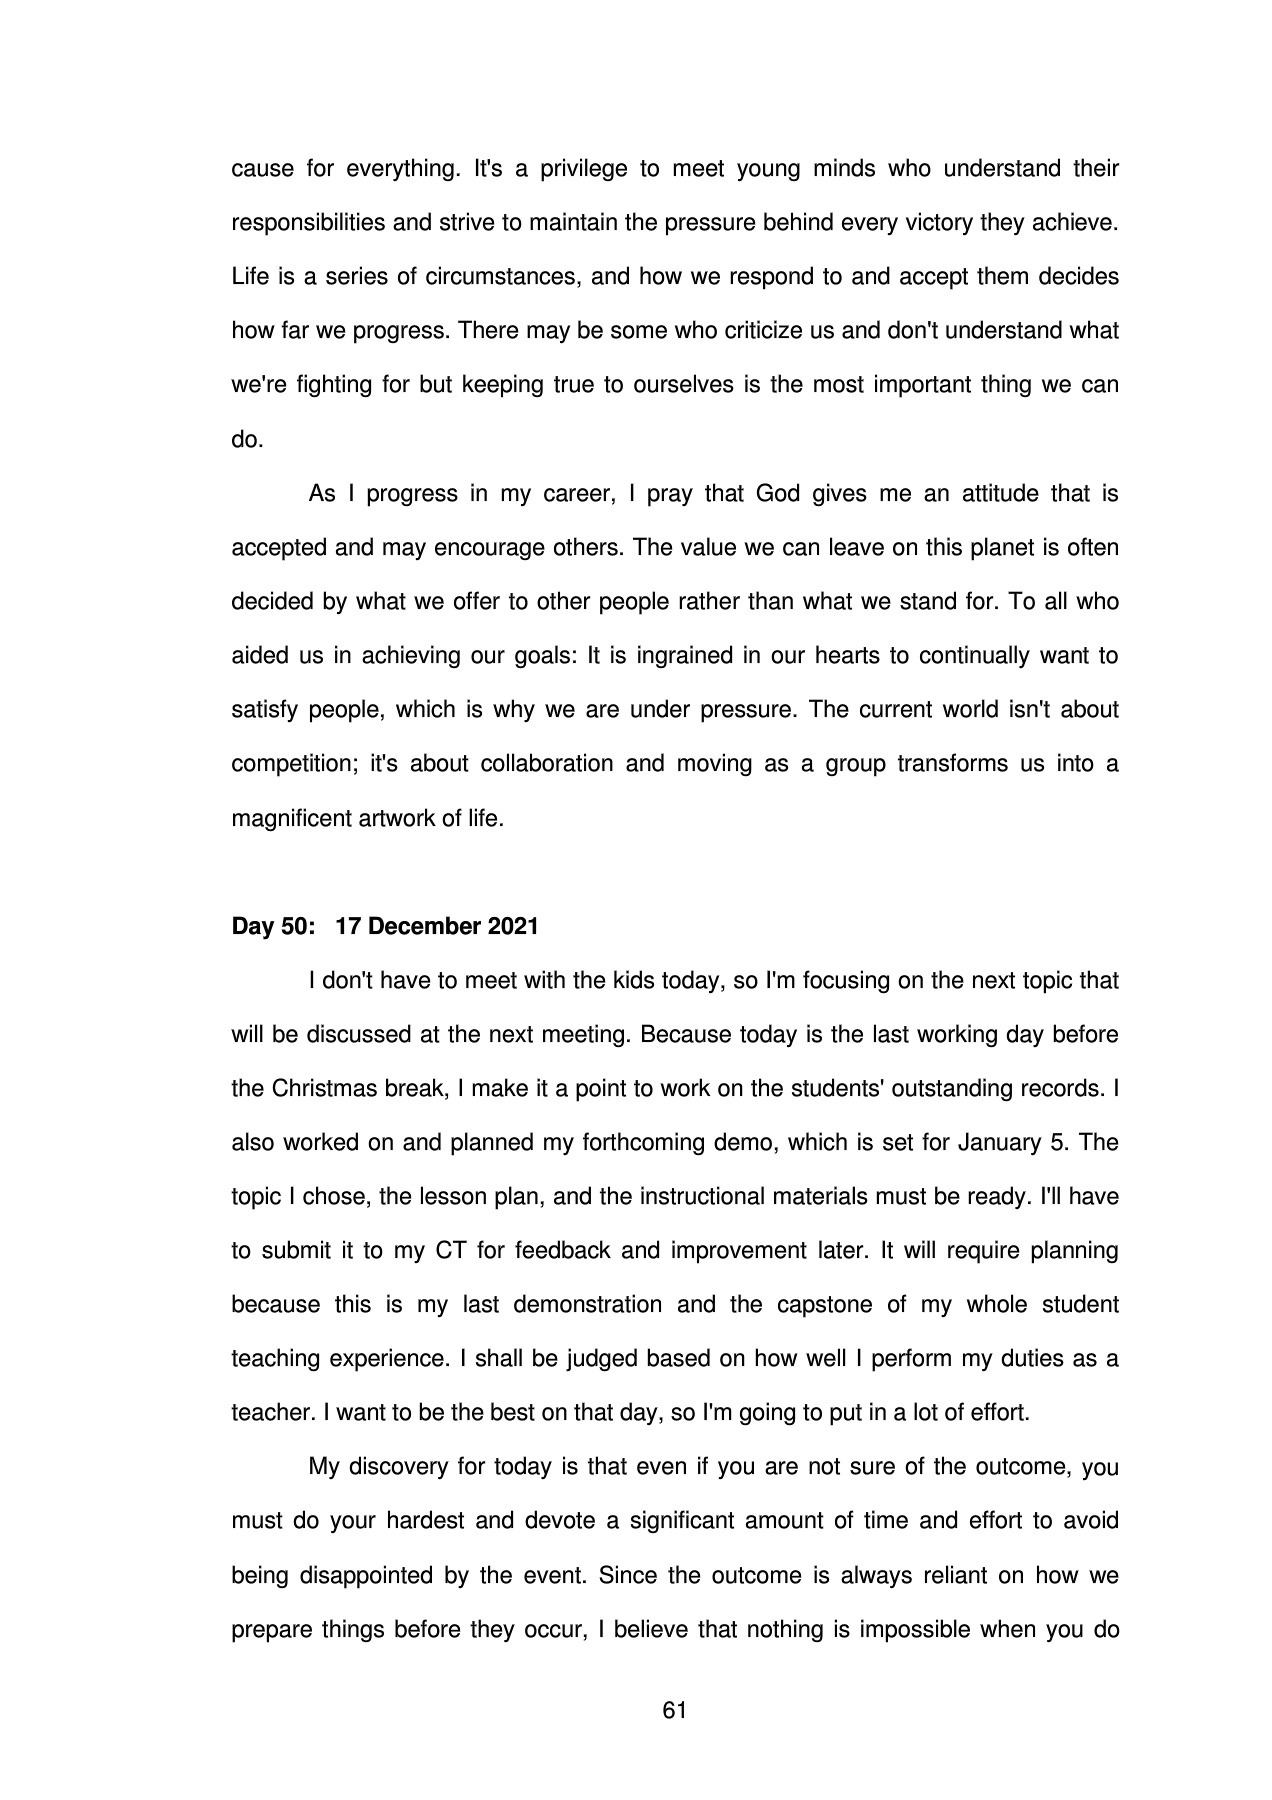 cause for everything. It's a privilege to meet young minds who understand their
responsibilities and strive to maintain the pressure behind every victory they achieve.
Life is a series of circumstances, and how we respond to and accept them decides
how far we progress. There may be some who criticize us and don't understand what
we're fighting for but keeping true to ourselves is the most important thing we can
do.
As I progress in my career, I pray that God gives me an attitude that is
accepted and may encourage others. The value we can leave on this planet is often
decided by what we offer to other people rather than what we stand for. To all who
aided us in achieving our goals: It is ingrained in our hearts to continually want to
satisfy people, which is why we are under pressure. The current world isn't about
competition; it's about collaboration and moving as a group transforms us into a
magnificent artwork of life.
Day 50: 17 December 2021
I don't have to meet with the kids today, so I'm focusing on the next topic that
will be discussed at the next meeting. Because today is the last working day before
the Christmas break, I make it a point to work on the students' outstanding records. I
also worked on and planned my forthcoming demo, which is set for January 5. The
topic I chose, the lesson plan, and the instructional materials must be ready. I'll have
to submit it to my CT for feedback and improvement later. It will require planning
because this is my last demonstration and the capstone of my whole student
teaching experience. I shall be judged based on how well I perform my duties as a
teacher. I want to be the best on that day, so I'm going to put in a lot of effort.
My discovery for today is that even if you are not sure of the outcome, you
must do your hardest and devote a significant amount of time and effort to avoid
being disappointed by the event. Since the outcome is always reliant on how we
prepare things before they occur, I believe that nothing is impossible when you do
61